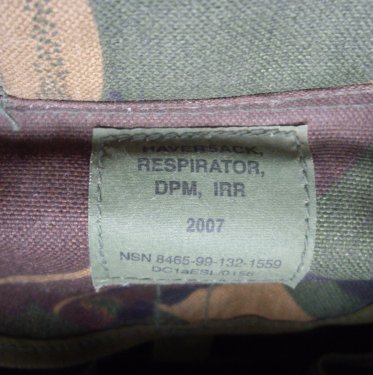 HAVERSACK,
RESPIRATOR,
DPM, IRR
2007
NSN 8465-99-132-1559